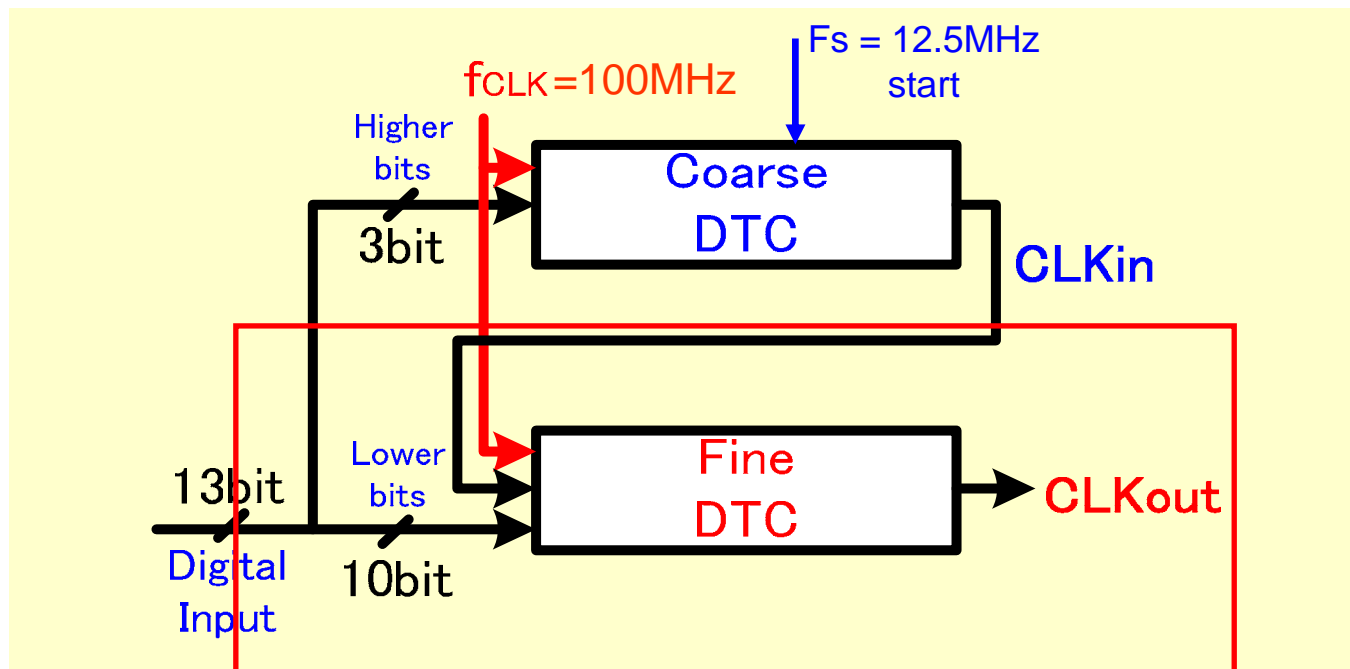 Fs = 12.5MHz
start
fCLK=100MHz
Higher
bits
3bit
Coarse
DTC
CLKin
Lower
bits
13bit
Digital
Input
10bit
Fine
DTC
CLKout